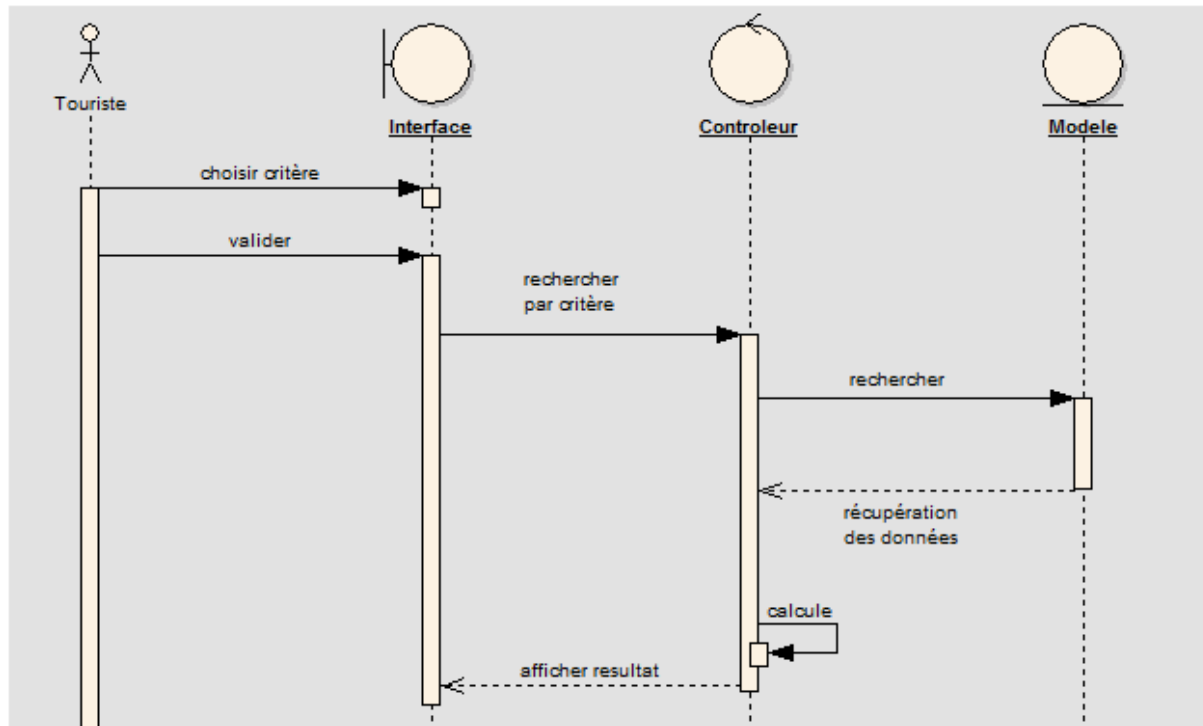 Touriste
Interface
Controleur
Modele
choisir critère
valider
rechercher
par critère
rechercher
récupération
des données
calcule
afficher resultat